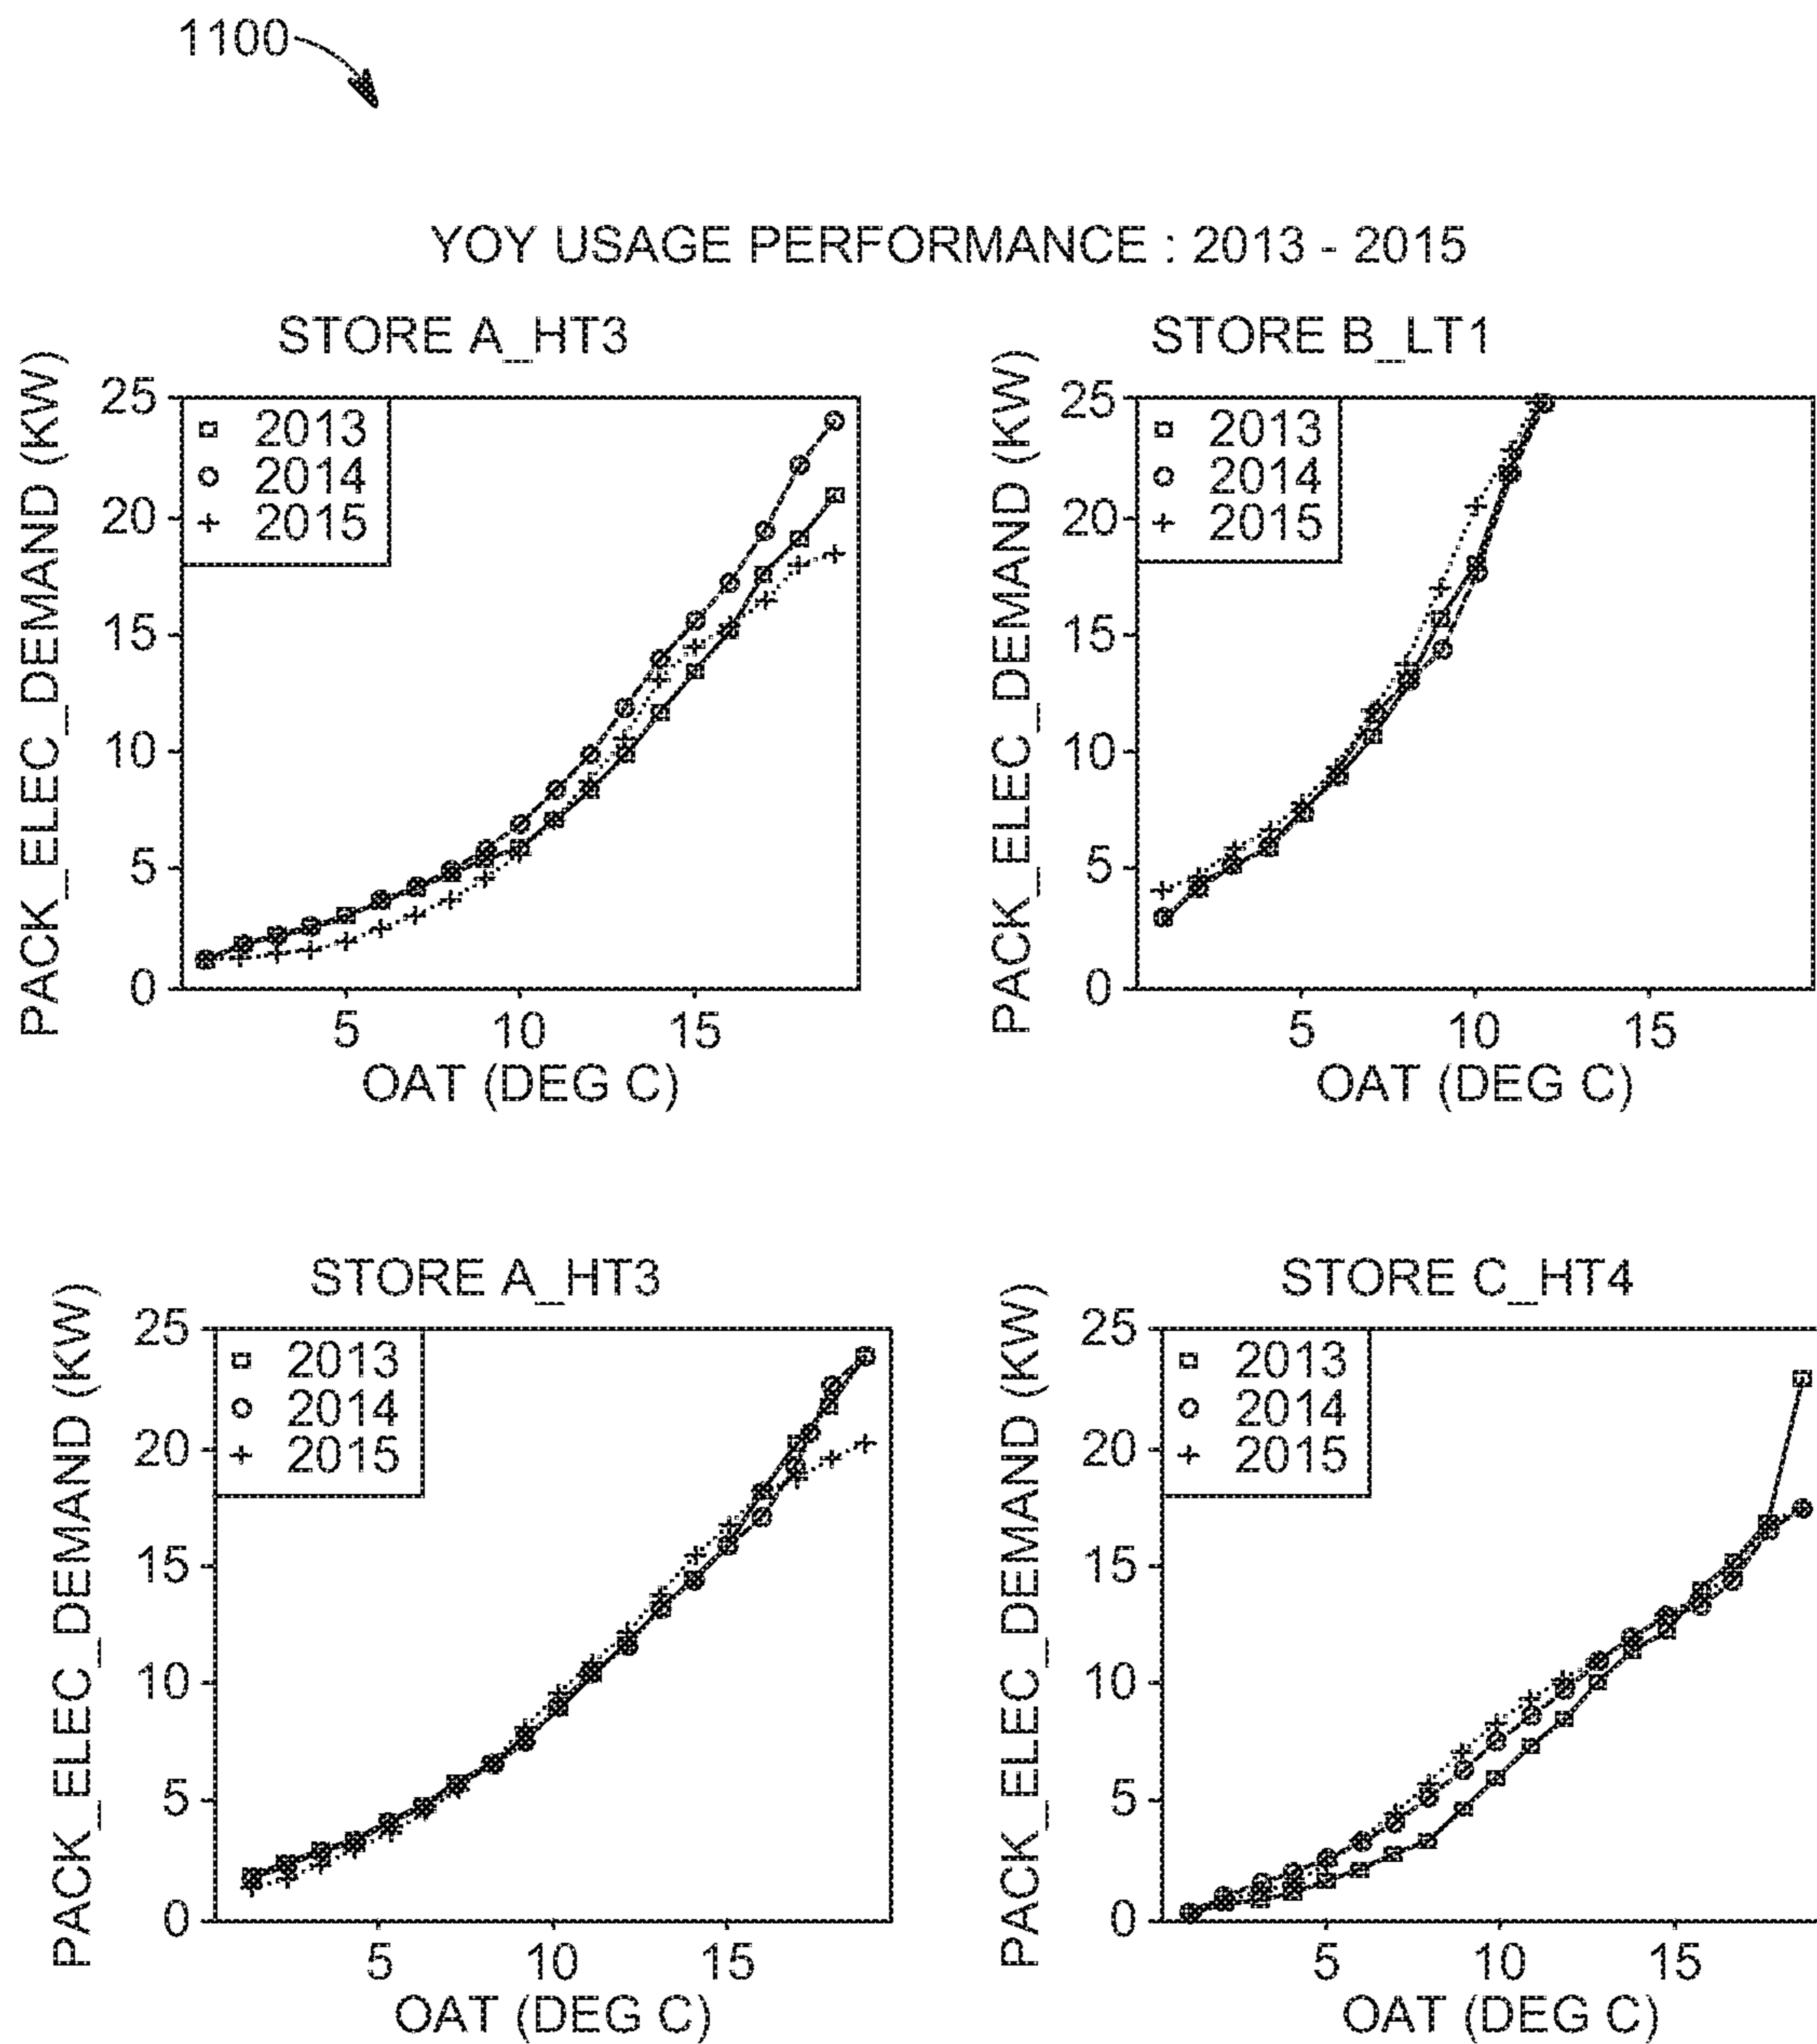 1100
YOY USAGE PERFORMANCE : 2013 - 2015
STORE A_HT3
PACK_ELEC_DEMAND (KW)
25
20
15
10
5
0
2013
2014
2015
5 10 15
OAT (DEG C)
STORE B_LT1
PACK_ELEC_DEMAND (KW)
25
20
15
10
5
0
2013
2014
2015
5 10 15
OAT (DEG C)
STORE A_HT3
PACK_ELEC_DEMAND (KW)
25
20
15
10
5
0
2013
2014
2015
5 10 15
OAT (DEG C)
STORE C_HT4
PACK_ELEC_DEMAND (KW)
25
20
15
10
5
0
2013
2014
2015
5 10 15
OAT (DEG C)